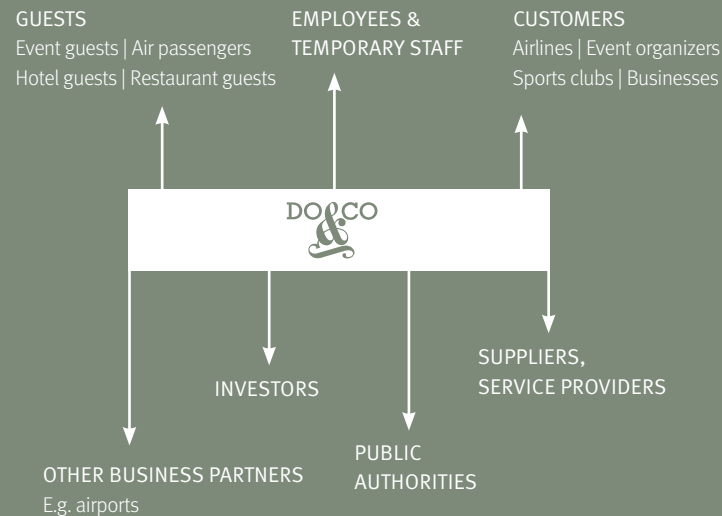 GUESTS
Event guests | Air passengers
Hotel guests | Restaurant guests
EMPLOYEES &
TEMPORARY STAFF
CUSTOMERS
Airlines | Event organizers
Sports clubs | Businesses
DO & CO
SUPPLIERS,
SERVICE PROVIDERS
INVESTORS
PUBLIC
AUTHORITIES
OTHER BUSINESS PARTNERS
E.g. airports